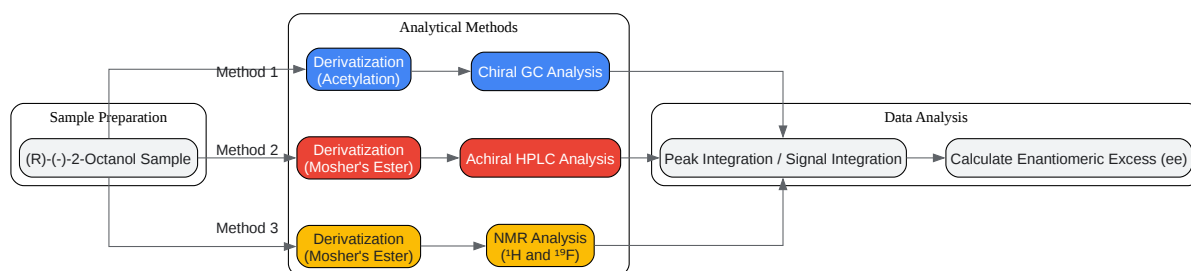 Analytical Methods
Method 1
Derivatization
(Acetylation)
Chiral GC Analysis
Sample Preparation
(R)-(-)-2-Octanol Sample
Method 2
Derivatization
(Mosher's Ester)
Achiral HPLC Analysis
Data Analysis
Peak Integration / Signal Integration
Calculate Enantiomeric Excess (ee)
Method 3
Derivatization
(Mosher's Ester)
NMR Analysis
(¹H and ¹⁹F)